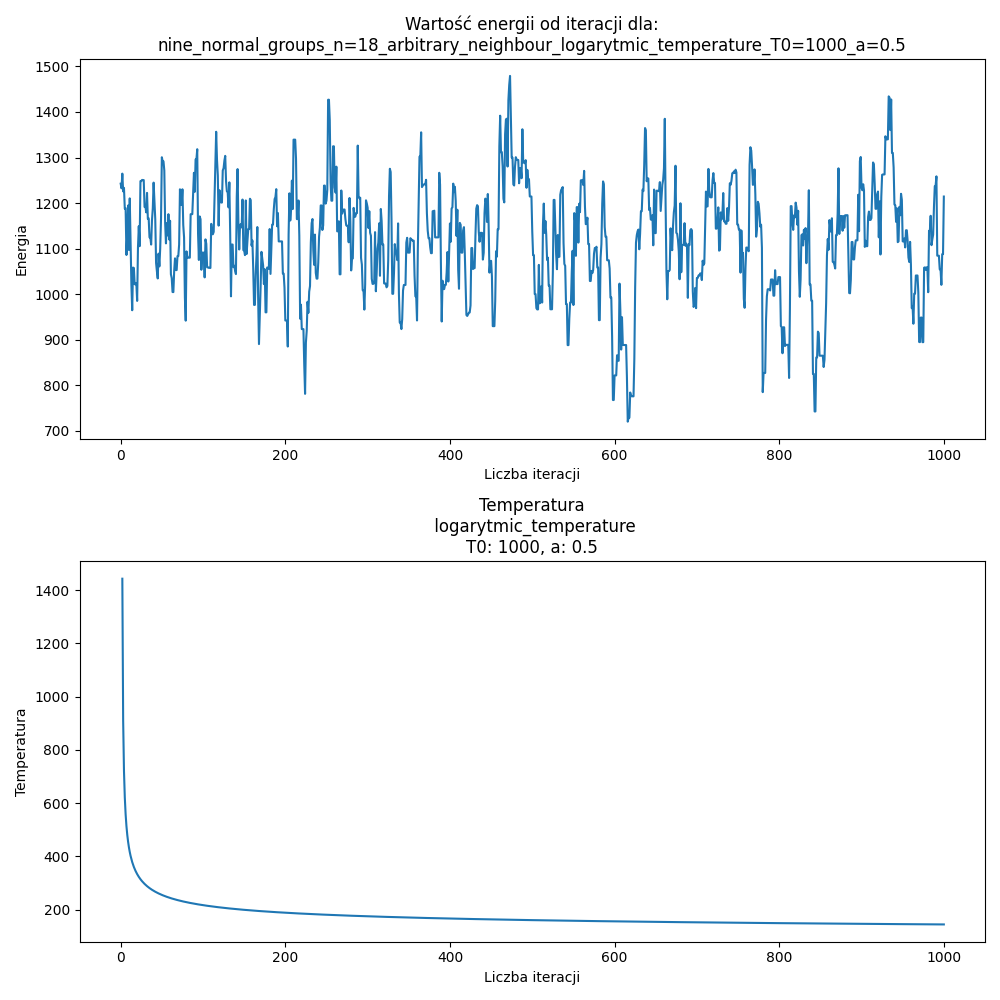 Wartość energii od iteracji dla:
nine_normal_groups_n=18_arbitrary_neighbour_logarytmic_temperature_T0=1000_a=0.5
1500
1400
1300
1200
1100
1000
900
800
700
Energia
0 200 400 600 800 1000
Liczba iteracji
Temperatura
logarytmic_temperature
T0: 1000, a: 0.5
1400
1200
1000
800
600
400
200
Temperatura
0 200 400 600 800 1000
Liczba iteracji